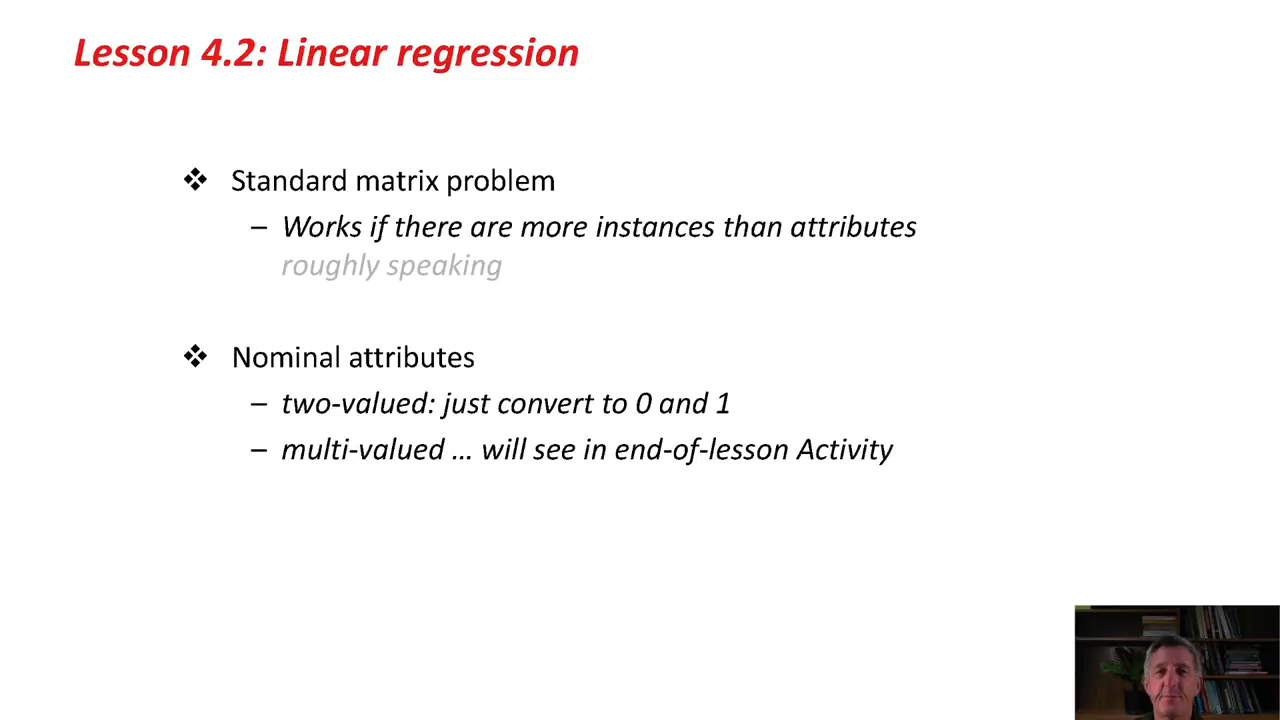 Lesson 4.2: Linear regression
❖ Standard matrix problem
– Works if there are more instances than attributes
roughly speaking
❖ Nominal attributes
– two-valued: just convert to 0 and 1
– multi-valued … will see in end-of-lesson Activity